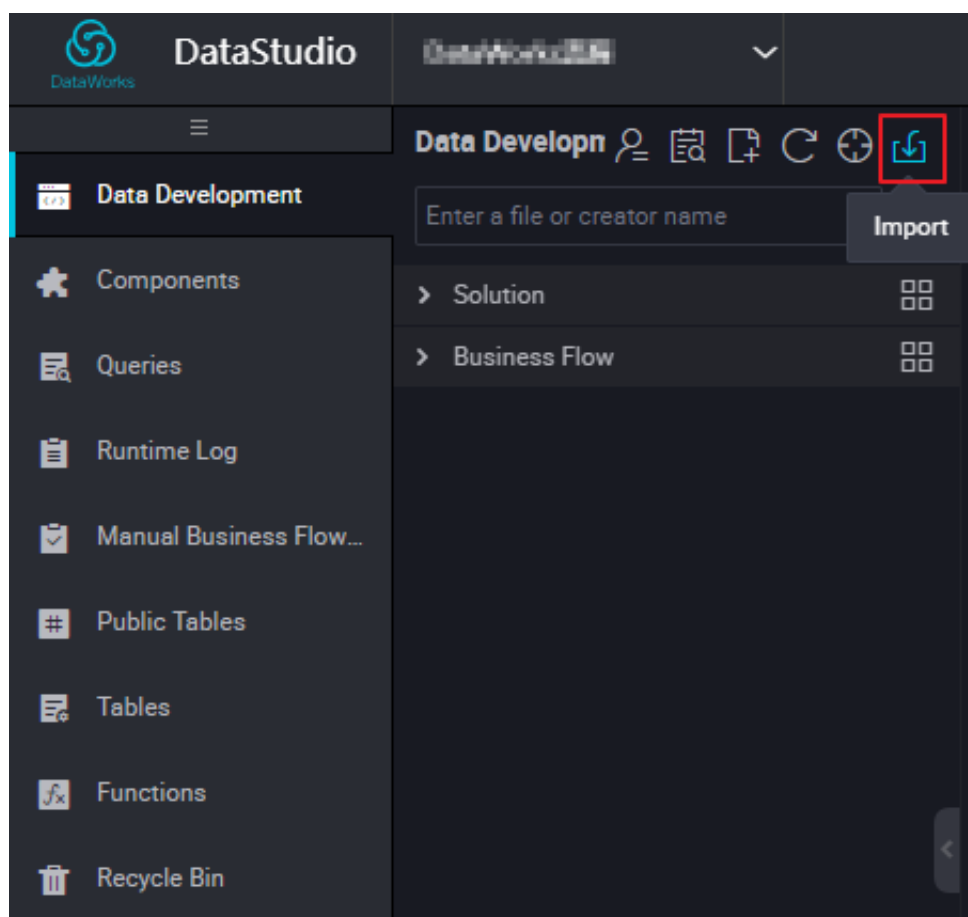 DataWorks
DataStudio
Data Developm
Enter a file or creator name
Import
Solution
Business Flow
Data Development
Components
Queries
Runtime Log
Manual Business Flow...
Public Tables
Tables
Functions
Recycle Bin